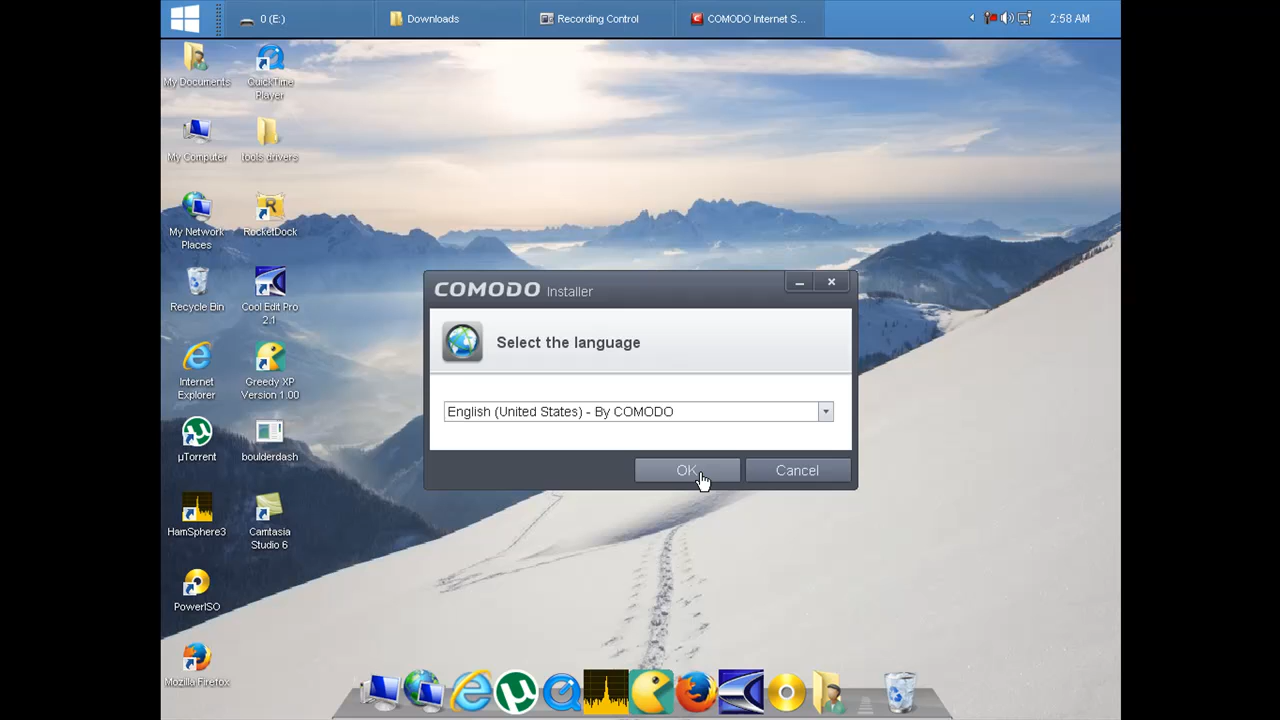 0 (E:)
Downloads
Recording Control
COMODO Internet S...
2:58 AM
My Documents
QuickTime
Player
My Computer
tools drivers
My Network
Places
RocketDock
Recycle Bin
Cool Edit Pro
2.1
Internet
Explorer
Greedy XP
Version 1.00
µTorrent
boulderdash
HamSphere3
Camtasia
Studio 6
PowerISO
Mozilla Firefox
COMODO Installer
Select the language
English (United States) - By COMODO
OK
Cancel